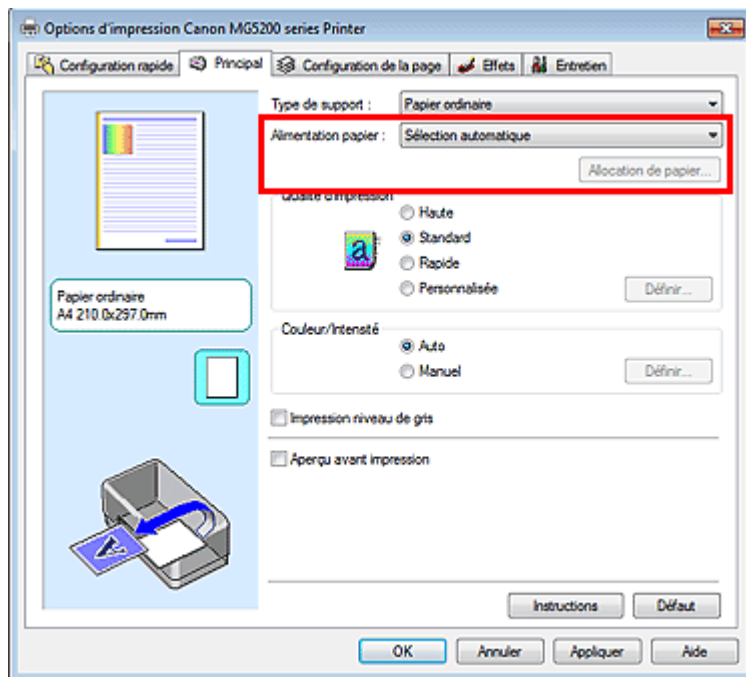 Options d'impression Canon MG5200 series Printer
Configuration rapide Principal Configuration de la page Effets Entretien
Type de support : Papier ordinaire
Alimentation papier : Sélection automatique
Allocation de papier...
Qualité d'impression
Haute
a Standard
Rapide
Personnalisée Définir...
Papier ordinaire
A4 210.0x297.0mm
Couleur/Intensité
Auto
Manuel Définir...
Impression niveau de gris
Aperçu avant impression
A
Instructions Défaut
OK Annuler Appliquer Aide